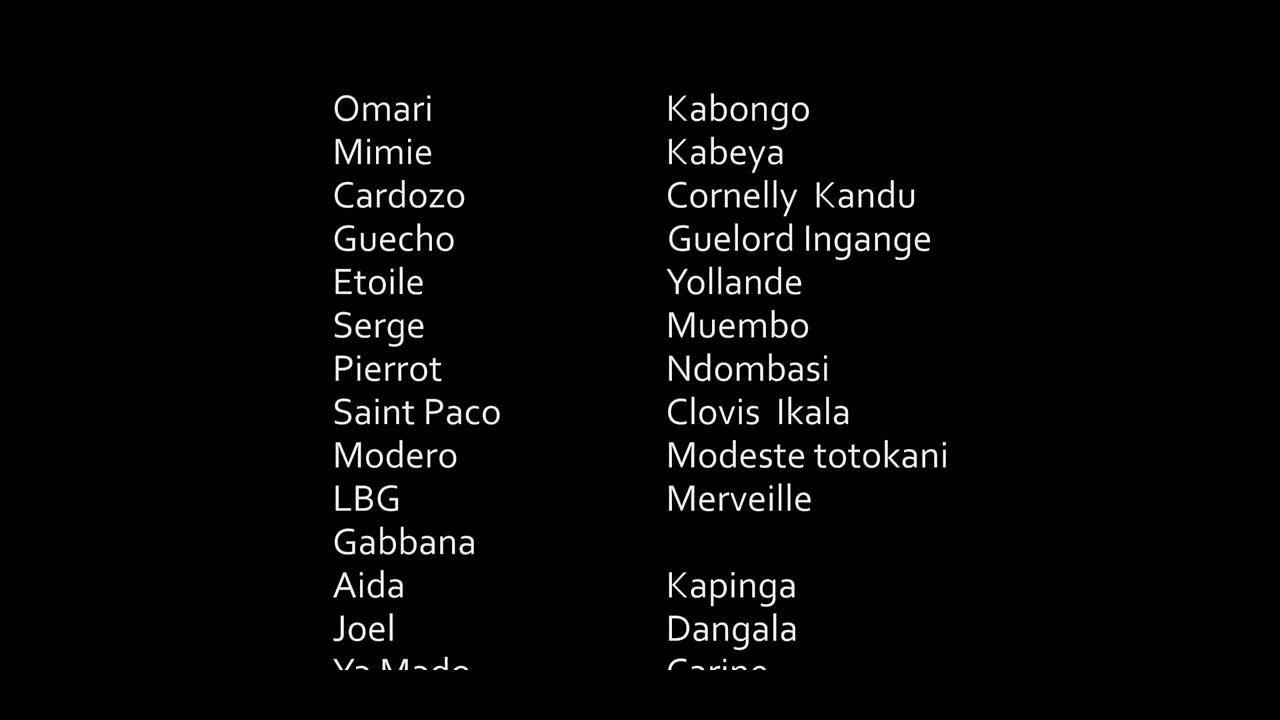 Omari Kabongo
Mimie Kabeya
Cardozo Cornelly Kandu
Guecho Guelord Ingange
Etoile Yollande
Serge Muembo
Pierrot Ndombasi
Saint Paco Clovis Ikala
Modero Modeste totokani
LBG Merveille
Gabbana
Aida Kapinga
Joel Dangala